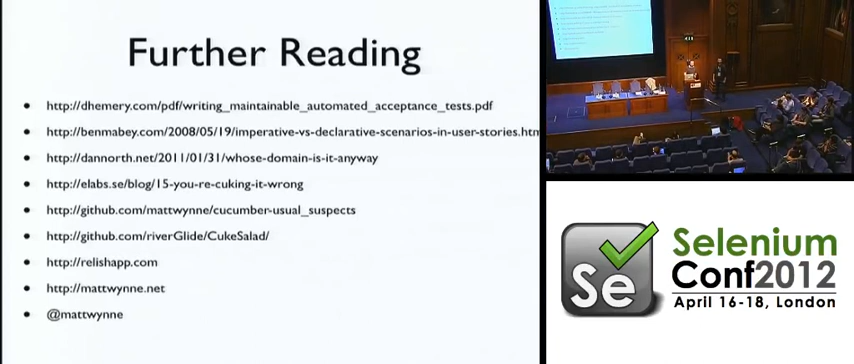 Further Reading
http://dhemery.com/pdf/writing_maintainable_automated_acceptance_tests.pdf
http://benmabey.com/2008/05/19/imperative-vs-declarative-scenarios-in-user-stories.htm
http://dannorth.net/2011/01/31/whose-domain-is-it-anyway
http://elabs.se/blog/15-you-re-cuking-it-wrong
http://github.com/mattwynne/cucumber-usual_suspects
http://github.com/riverGlide/CukeSalad/
http://relishapp.com
http://mattwynne.net
@mattwynne
Se
Selenium
Conf2012
April 16-18, London